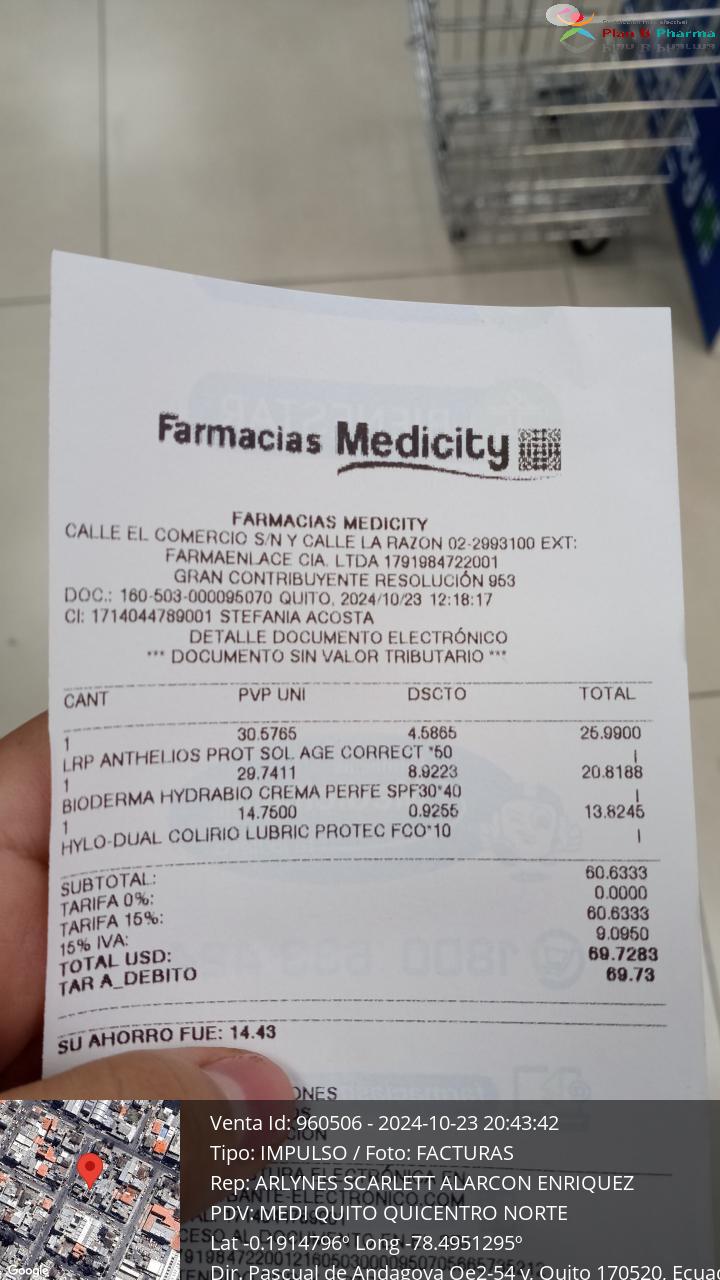 Plan B Pharma
Farmacias Medicity
FARMACIAS MEDICITY
CALLE EL COMERCIO S/N Y CALLE LA RAZON 02-2993100 EXT:
FARMAENLACE CIA. LTDA 1791984722001
GRAN CONTRIBUYENTE RESOLUCIÓN 953
DOC.: 160-503-000095070 QUITO, 2024/10/23 12:18:17
CI: 1714044789001 STEFANIA ACOSTA
DETALLE DOCUMENTO ELECTRÓNICO
*** DOCUMENTO SIN VALOR TRIBUTARIO ***
CANT PVP UNI DSCTO TOTAL
1 30.5765 4.5865 25.9900
LRP ANTHELIOS PROT SOL AGE CORRECT *50 I
1 29.7411 8.9223 20.8188
BIODERMA HYDRABIO CREMA PERFE SPF30*40 I
1 14.7500 0.9255 13.8245
HYLO-DUAL COLIRIO LUBRIC PROTEC FCO*10 I
SUBTOTAL: 60.6333
TARIFA 0%: 0.0000
TARIFA 15%: 60.6333
15% IVA: 9.0950
TOTAL USD: 69.7283
TAR A_DEBITO 69.73
SU AHORRO FUE: 14.43
ONES
Venta Id: 960506 - 2024-10-23 20:43:42
Tipo: IMPULSO / Foto: FACTURAS
Rep: ARLYNES SCARLETT ALARCON ENRIQUEZ
PDV: MEDI QUITO QUICENTRO NORTE
Lat -0.1914796º Long -78.4951295º
Dir. Pascual de Andagoya Oe2-54 y, Quito 170520, Ecua
Google